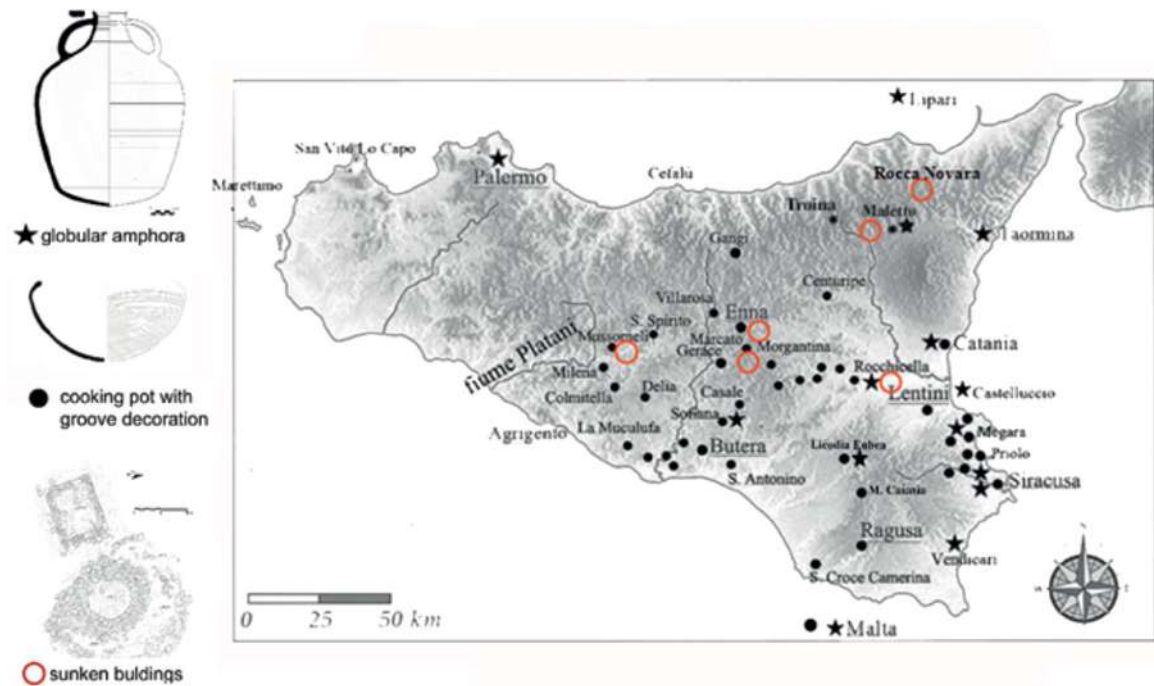 globular amphora
cooking pot with
groove decoration
sunken buldings
Lipari
San Vito Lo Capo
Palermo
Cefalù
Marettimo
Rocca Novara
Troina
Maletto
Taormina
Gangi
Centuripe
Villarosa
Enna
S. Spirito
fiume Platani
Mussomeli
Marcato
Morgantina
Catania
Gerace
Rocchicella
Milena
Delia
Casale
Lentini
Castelluccio
Colmitella
Sofiana
Agrigento
La Muculufa
Megara
Butera
Licodia Eubea
Priolo
S. Antonino
Siracusa
M. Casasia
Ragusa
Vendicari
S. Croce Camerina
0 25 50 km
Malta